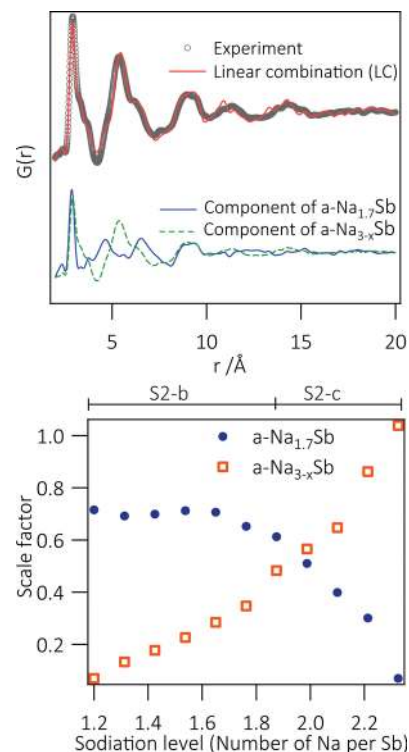 Experiment
Linear combination (LC)
G(r)
Component of a-Na1.7Sb
Component of a-Na3-xSb
5
10
15
20
r /Å
S2-b
S2-c
a-Na1.7Sb
a-Na3-xSb
Scale factor
1.0
0.8
0.6
0.4
0.2
1.2
1.4
1.6
1.8
2.0
2.2
Sodiation level (Number of Na per Sb)